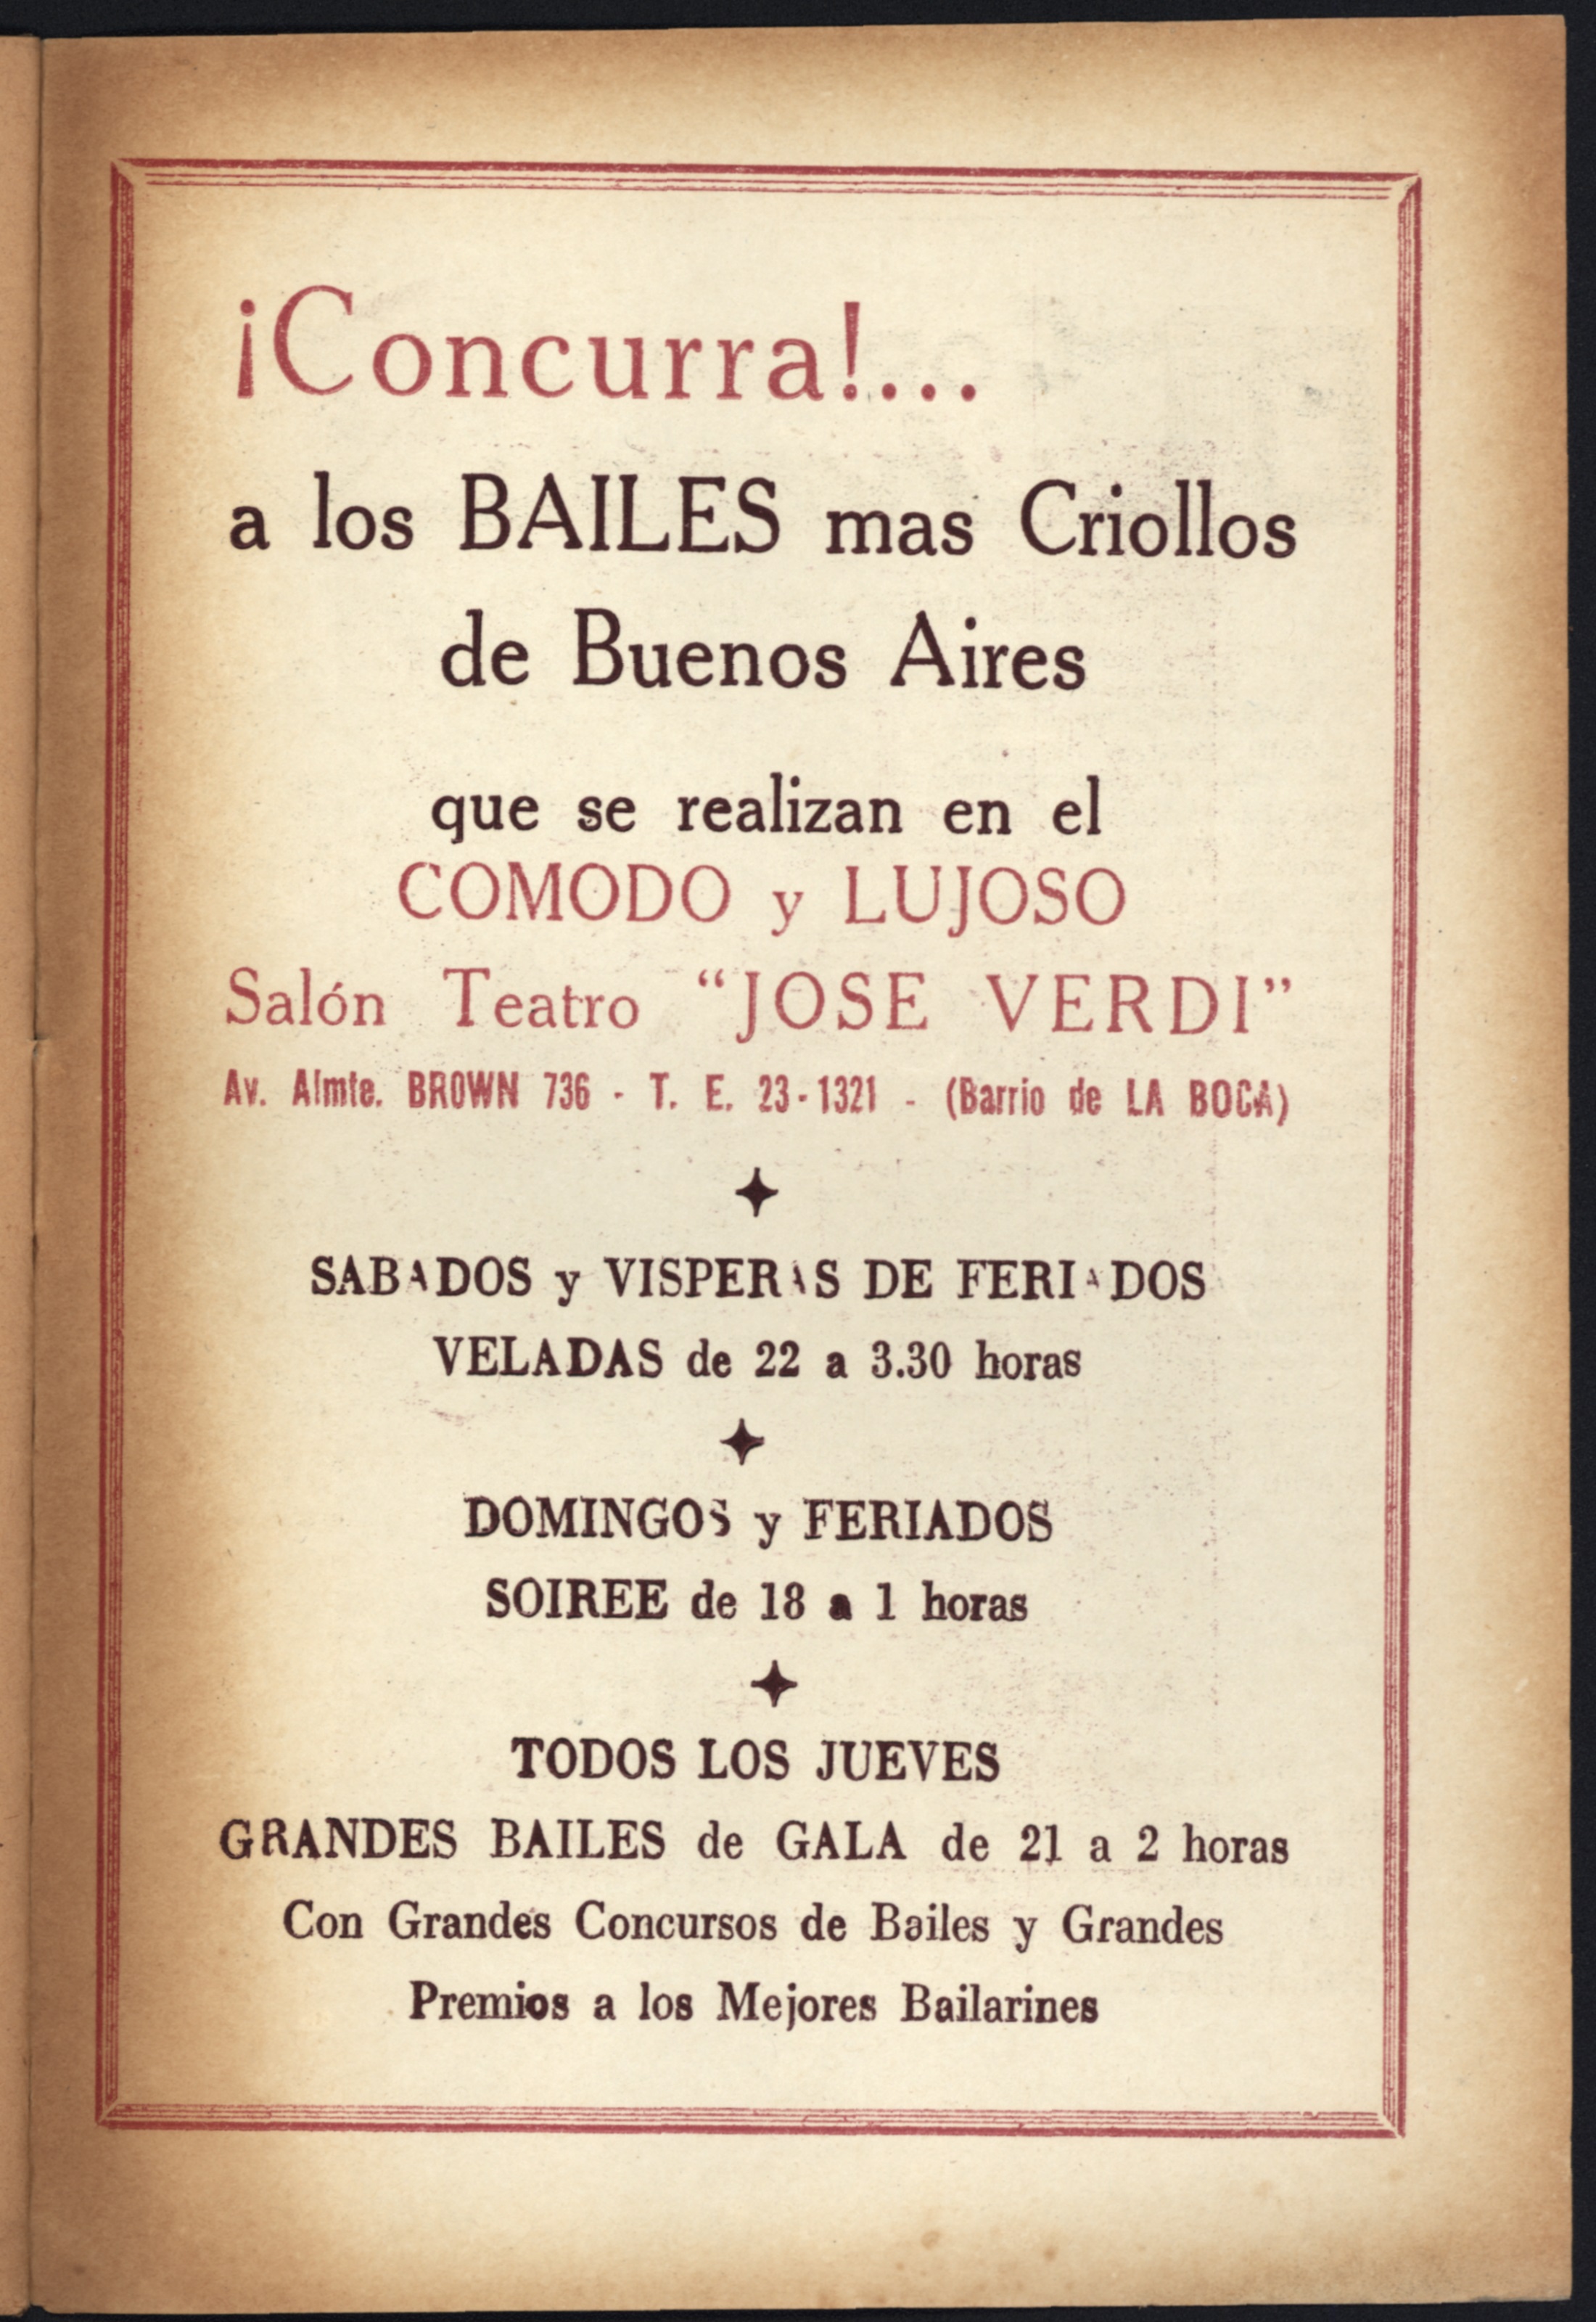 ¡Concurra!...
a los BAILES mas Criollos
de Buenos Aires
que se realizan en el
COMODO y LUJOSO
Salón Teatro “JOSE VERDI”
Av. Almte. BROWN 736 - T. E. 23-1321 - (Barrio de LA BOCA)
SABADOS y VISPERAS DE FERIADOS
VELADAS de 22 a 3.30 horas
DOMINGOS y FERIADOS
SOIREE de 18 a 1 horas
TODOS LOS JUEVES
GRANDES BAILES de GALA de 21 a 2 horas
Con Grandes Concursos de Bailes y Grandes
Premios a los Mejores Bailarines